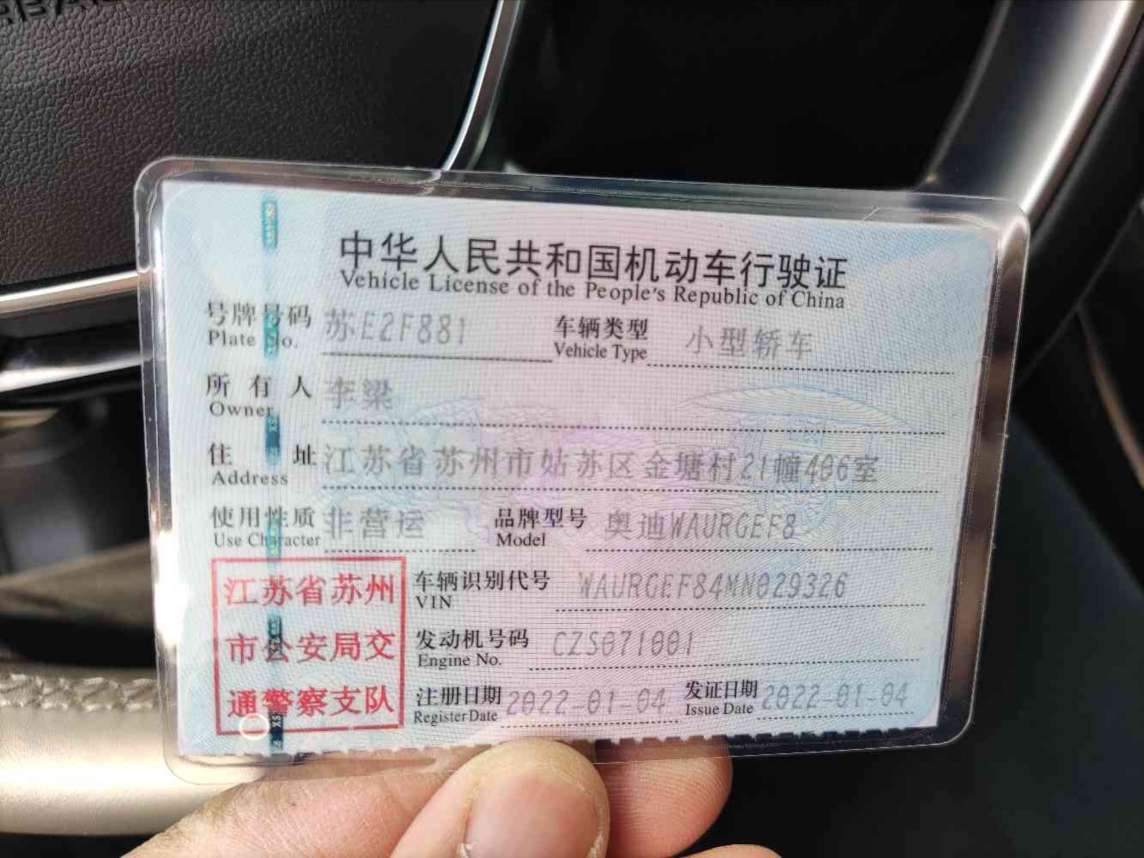 中华人民共和国机动车行驶证
Vehicle License of the People's Republic of China
号牌号码 苏E2F881 车辆类型 小型轿车
Plate No. Vehicle Type
所有人 李梁
Owner
住址 江苏省苏州市姑苏区金塘村21幢406室
Address
使用性质 非营运 品牌型号 奥迪WAURGEF8
Use Character Model
江苏省苏州
市公安局交
通警察支队
车辆识别代号 WAURGEF84MN029326
VIN
发动机号码 CZS071001
Engine No.
注册日期 2022-01-04 发证日期 2022-01-04
Register Date Issue Date